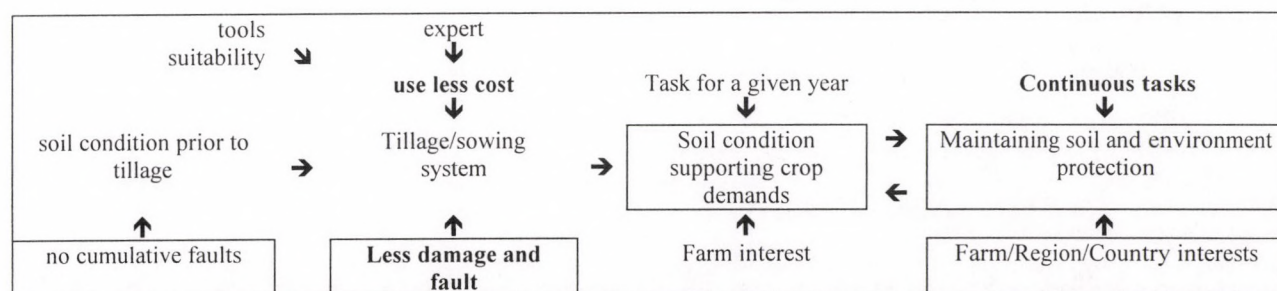 tools
suitability
expert
use less cost
Task for a given year
Continuous tasks
soil condition prior to
tillage
Tillage/sowing
system
Soil condition
supporting crop
demands
Maintaining soil and environment
protection
no cumulative faults
Less damage and
fault
Farm interest
Farm/Region/Country interests